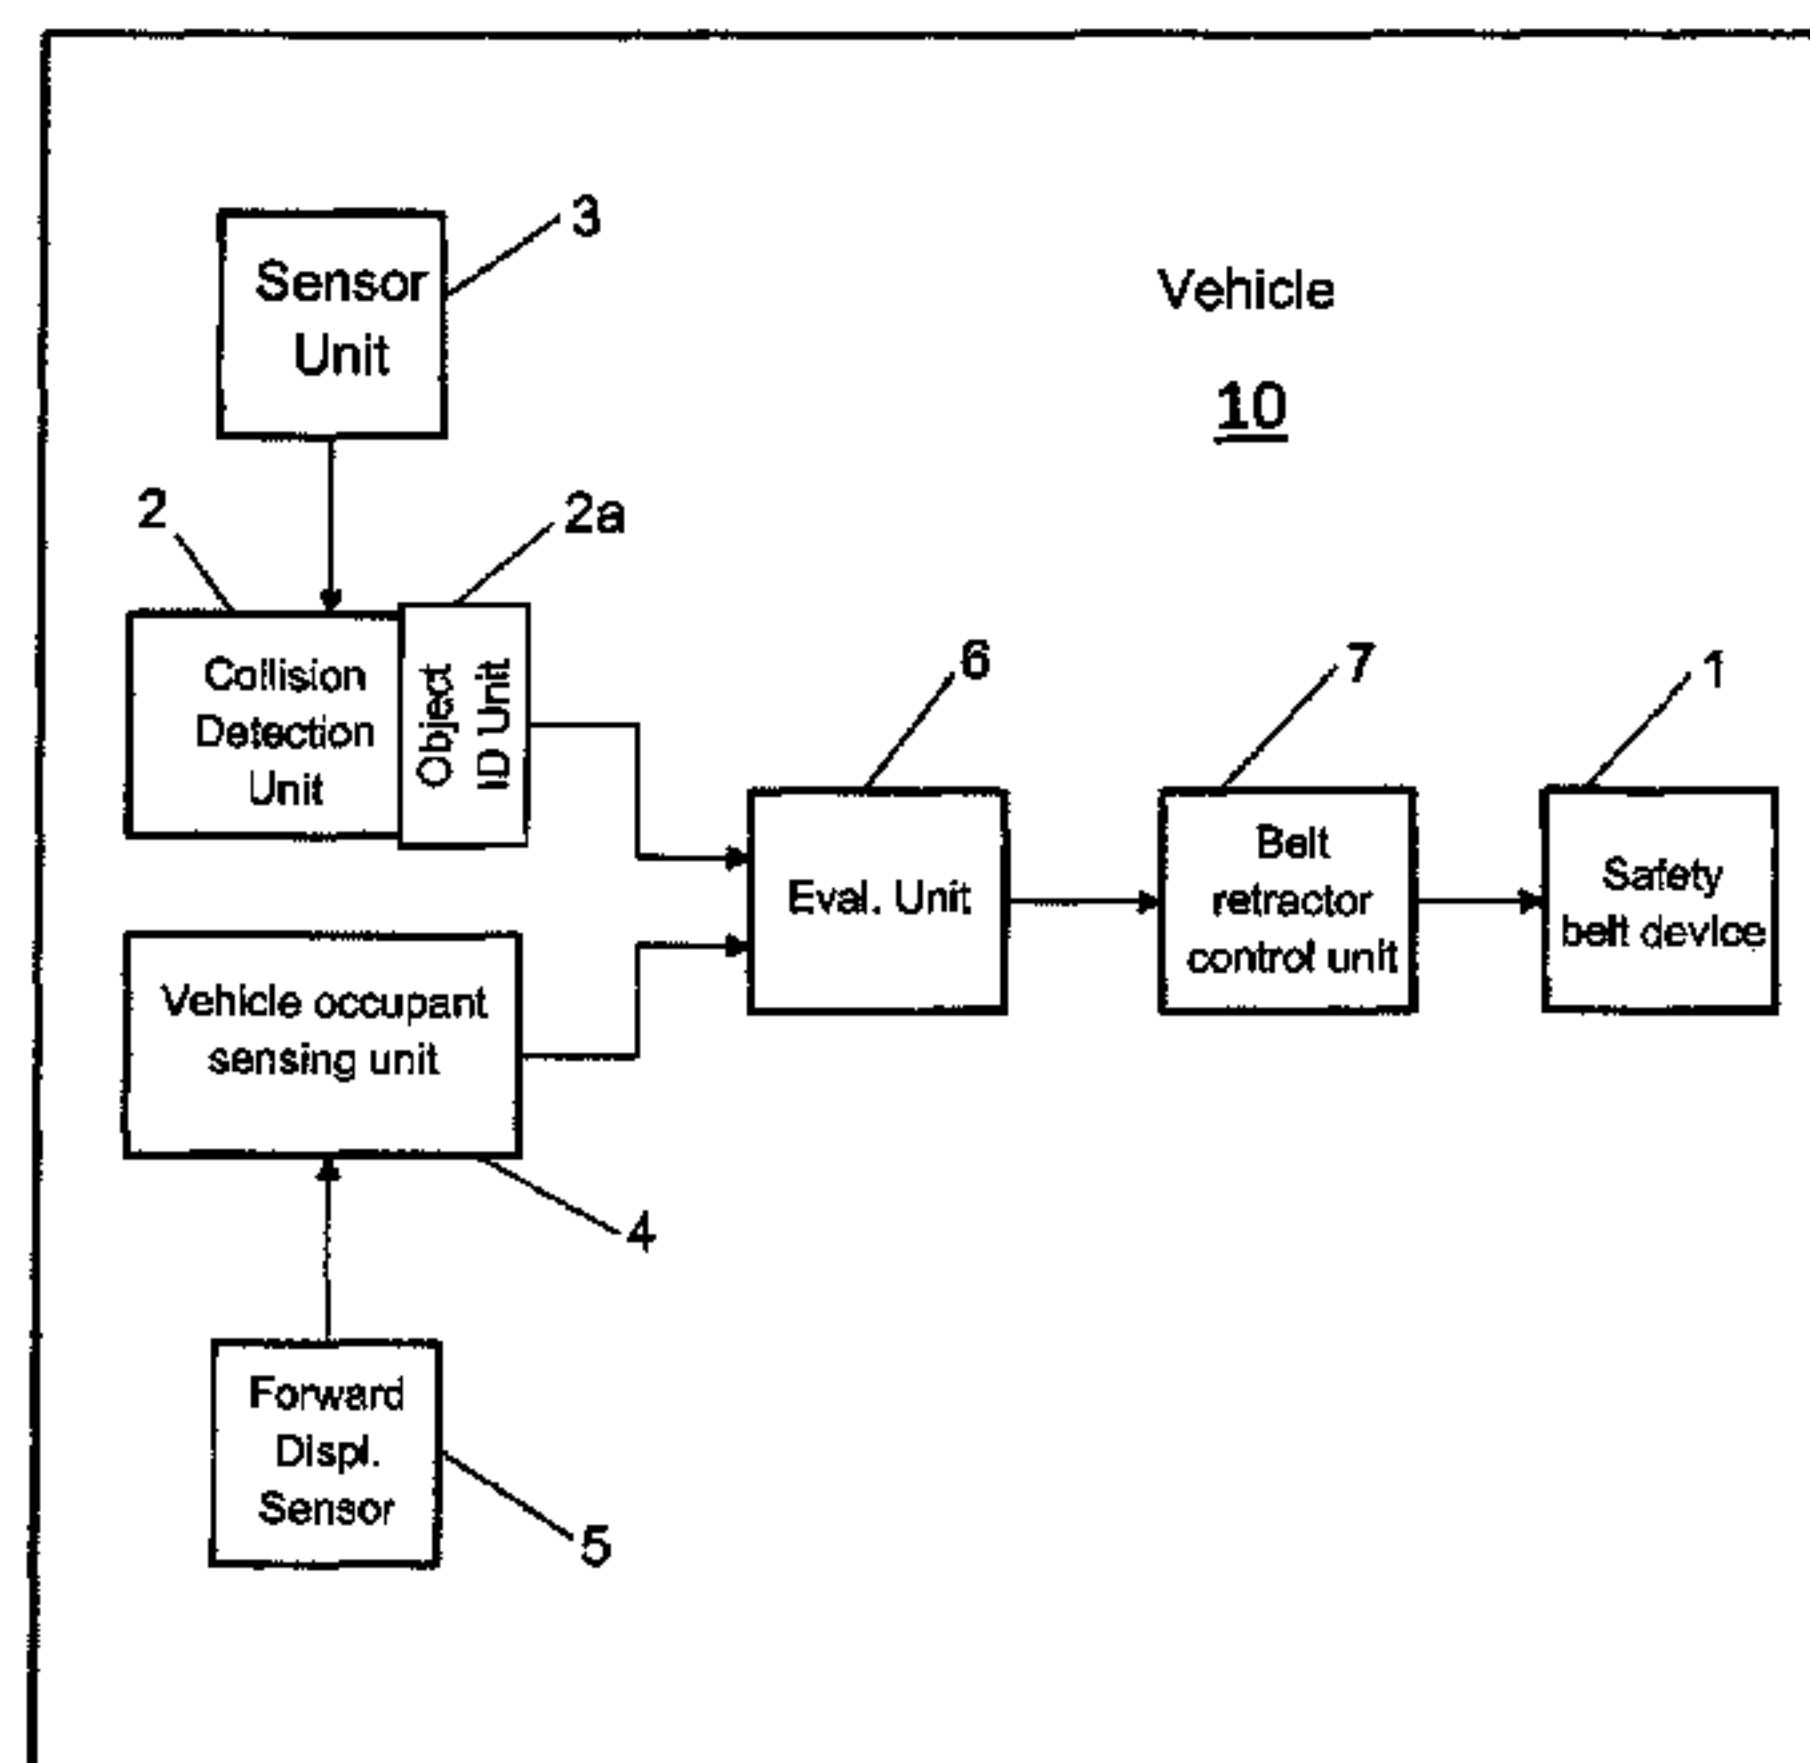 3
Sensor
Unit
Vehicle
10
2
2a
Collision
Detection
Unit
Object
ID Unit
6
7
1
Eval. Unit
Belt
retractor
control unit
Safety
belt device
Vehicle occupant
sensing unit
4
Forward
Displ.
Sensor
5